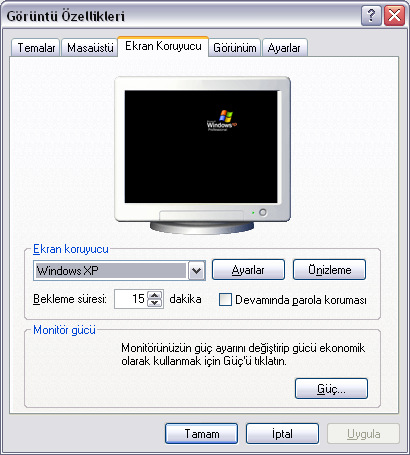 Görüntü Özellikleri
Temalar Masaüstü Ekran Koruyucu Görünüm Ayarlar
Windows XP
Professional
Ekran koruyucu
Windows XP Ayarlar Önizleme
Bekleme süresi: 15 dakika Devamında parola koruması
Monitör gücü
Monitörünüzün güç ayarını değiştirip gücü ekonomik
olarak kullanmak için Güç'ü tıklatın.
Güç...
Tamam İptal Uygula